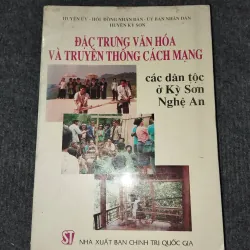 HUYỆN ỦY - HỘI ĐỒNG NHÂN DÂN - ỦY BAN NHÂN DÂN
HUYỆN KỲ SƠN
ĐẶC TRƯNG VĂN HÓA
VÀ TRUYỀN THỐNG CÁCH MẠNG
các dân tộc
ở Kỳ Sơn
Nghệ An
ST
NHÀ XUẤT BẢN CHÍNH TRỊ QUỐC GIA